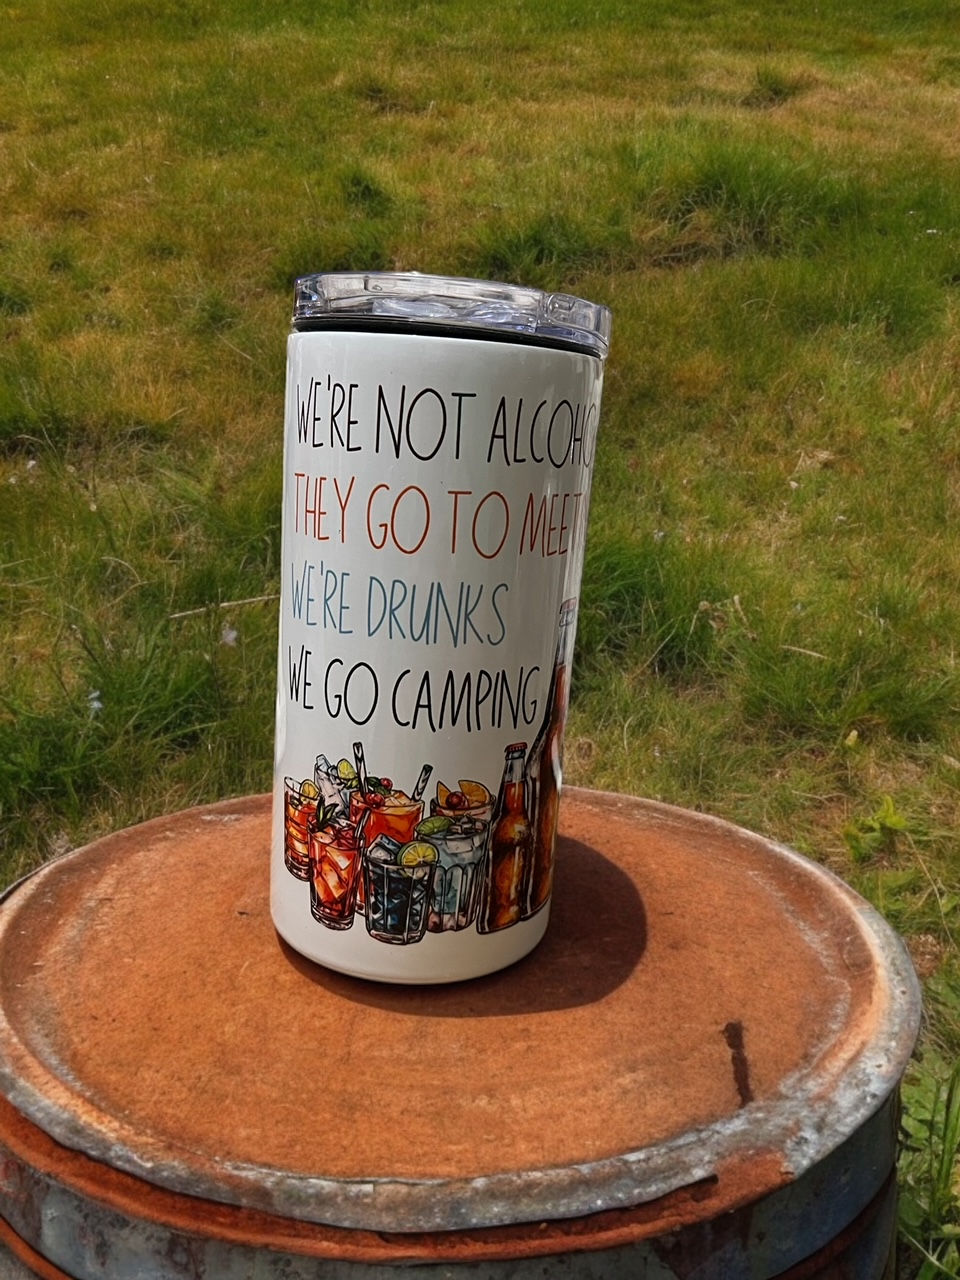 WE'RE NOT ALCOHO
THEY GO TO MEET
WE'RE DRUNKS
WE GO CAMPING